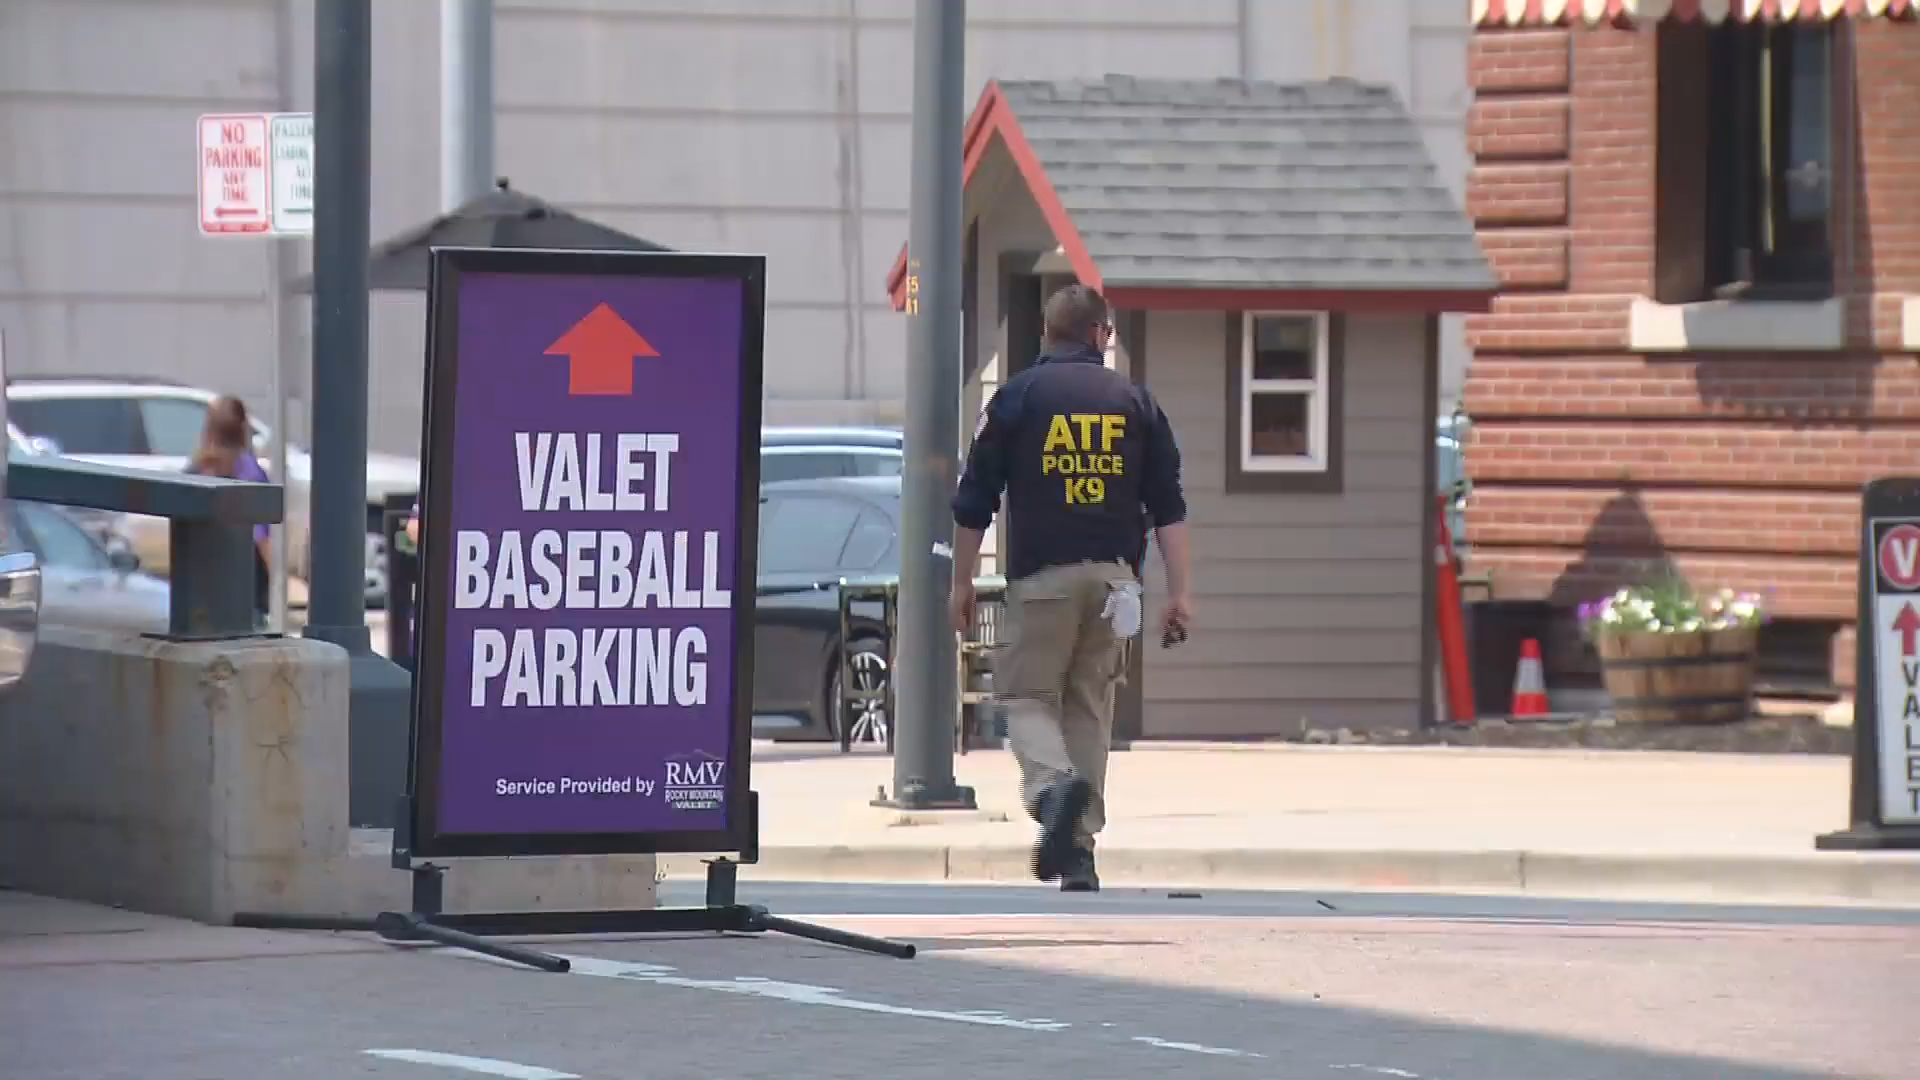 NO
PARKING
ANY
TIME
VALET
BASEBALL
PARKING
Service Provided by
RMV
ROCKY MOUNTAIN
VALET
ATF
POLICE
K9
V
VALET